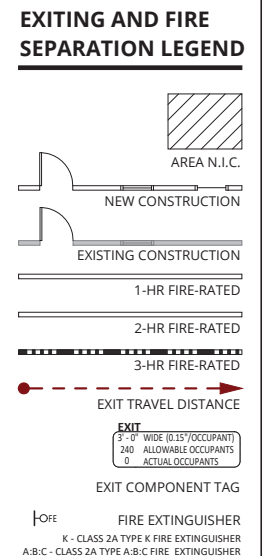 EXITING AND FIRE
SEPARATION LEGEND
AREA N.I.C.
NEW CONSTRUCTION
EXISTING CONSTRUCTION
1-HR FIRE-RATED
2-HR FIRE-RATED
3-HR FIRE-RATED
EXIT TRAVEL DISTANCE
EXIT
3' - 0" WIDE (0.15"/OCCUPANT)
240 ALLOWABLE OCCUPANTS
0 ACTUAL OCCUPANTS
EXIT COMPONENT TAG
FE FIRE EXTINGUISHER
K - CLASS 2A TYPE K FIRE EXTINGUISHER
A:B:C - CLASS 2A TYPE A:B:C FIRE EXTINGUISHER